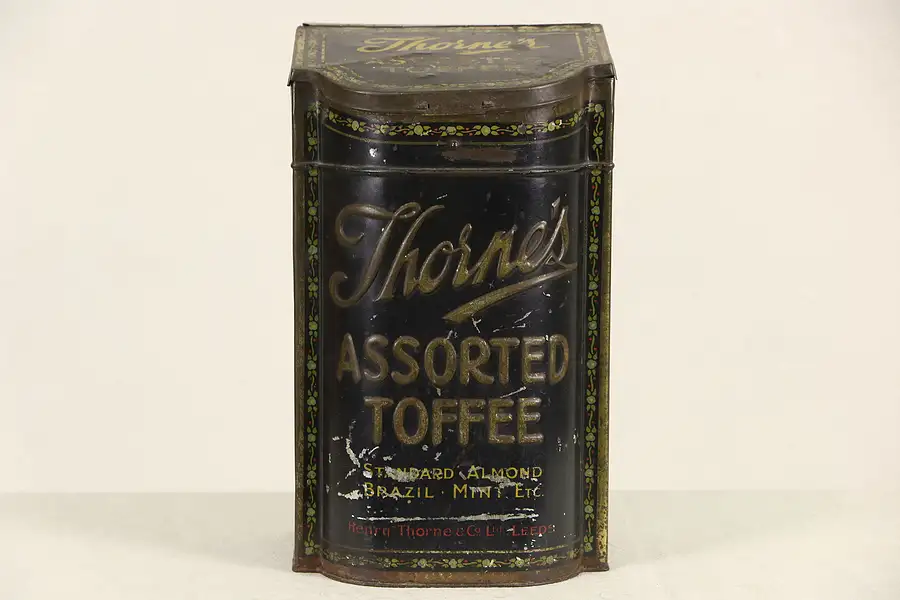 Thorne's
Thorne's
ASSORTED
TOFFEE
STANDARD · ALMOND
BRAZIL · MINT ETC.
Henry Thorne & Co Ltd LEEDS